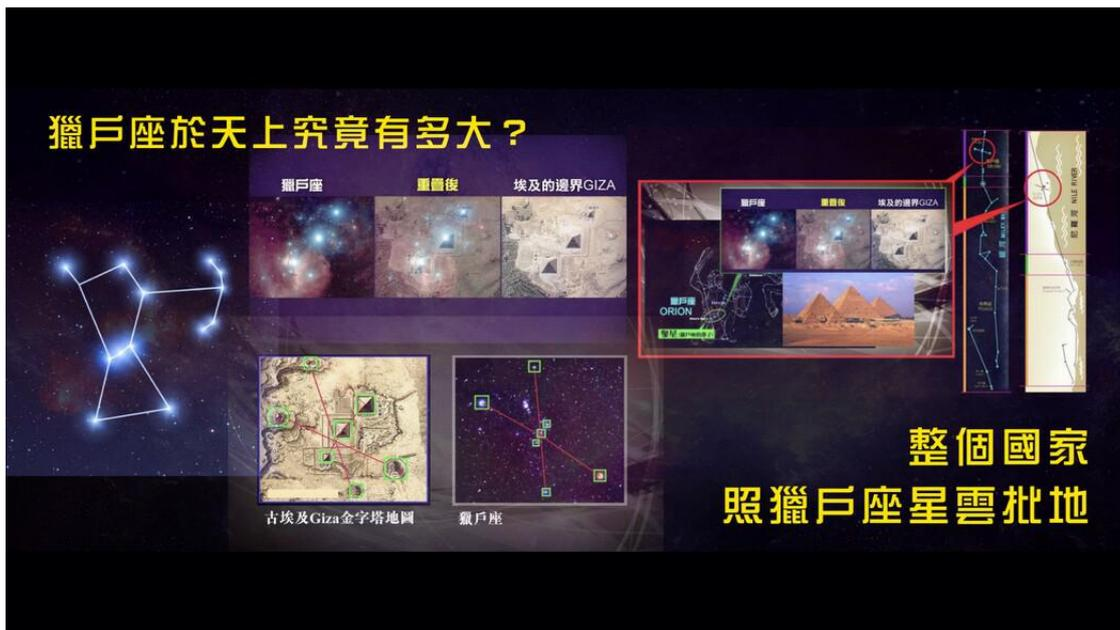 獵戶座於天上究竟有多大？
獵戶座
重疊後
埃及的邊界GIZA
獵戶座
重疊後
埃及的邊界GIZA
獵戶座
ORION
尼羅河 NILE RIVER
古埃及Giza金字塔地圖
獵戶座
整個國家
照獵戶座星雲批地